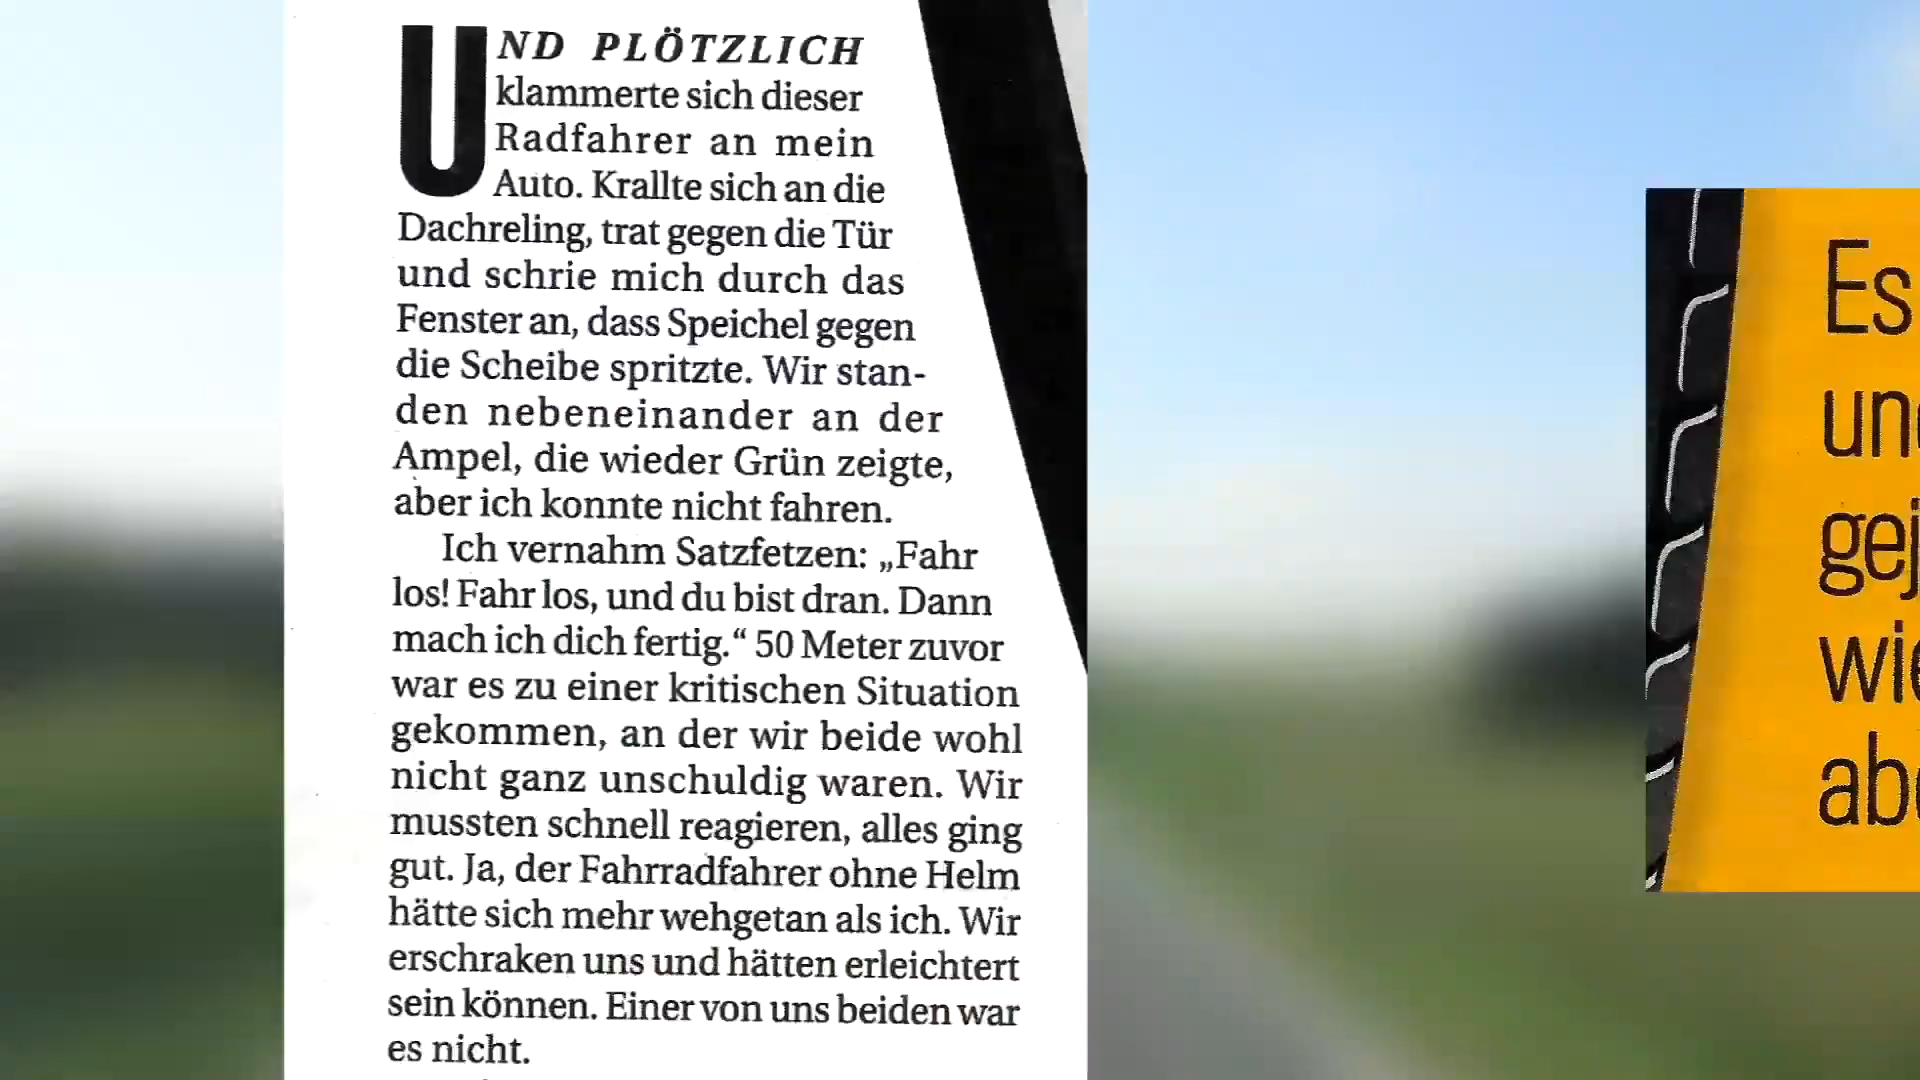 UND PLÖTZLICH
klammerte sich dieser
Radfahrer an mein
Auto. Krallte sich an die
Dachreling, trat gegen die Tür
und schrie mich durch das
Fenster an, dass Speichel gegen
die Scheibe spritzte. Wir stan-
den nebeneinander an der
Ampel, die wieder Grün zeigte,
aber ich konnte nicht fahren.
Ich vernahm Satzfetzen: „Fahr
los! Fahr los, und du bist dran. Dann
mach ich dich fertig.“ 50 Meter zuvor
war es zu einer kritischen Situation
gekommen, an der wir beide wohl
nicht ganz unschuldig waren. Wir
mussten schnell reagieren, alles ging
gut. Ja, der Fahrradfahrer ohne Helm
hätte sich mehr wehgetan als ich. Wir
erschraken uns und hätten erleichtert
sein können. Einer von uns beiden war
es nicht.
Es